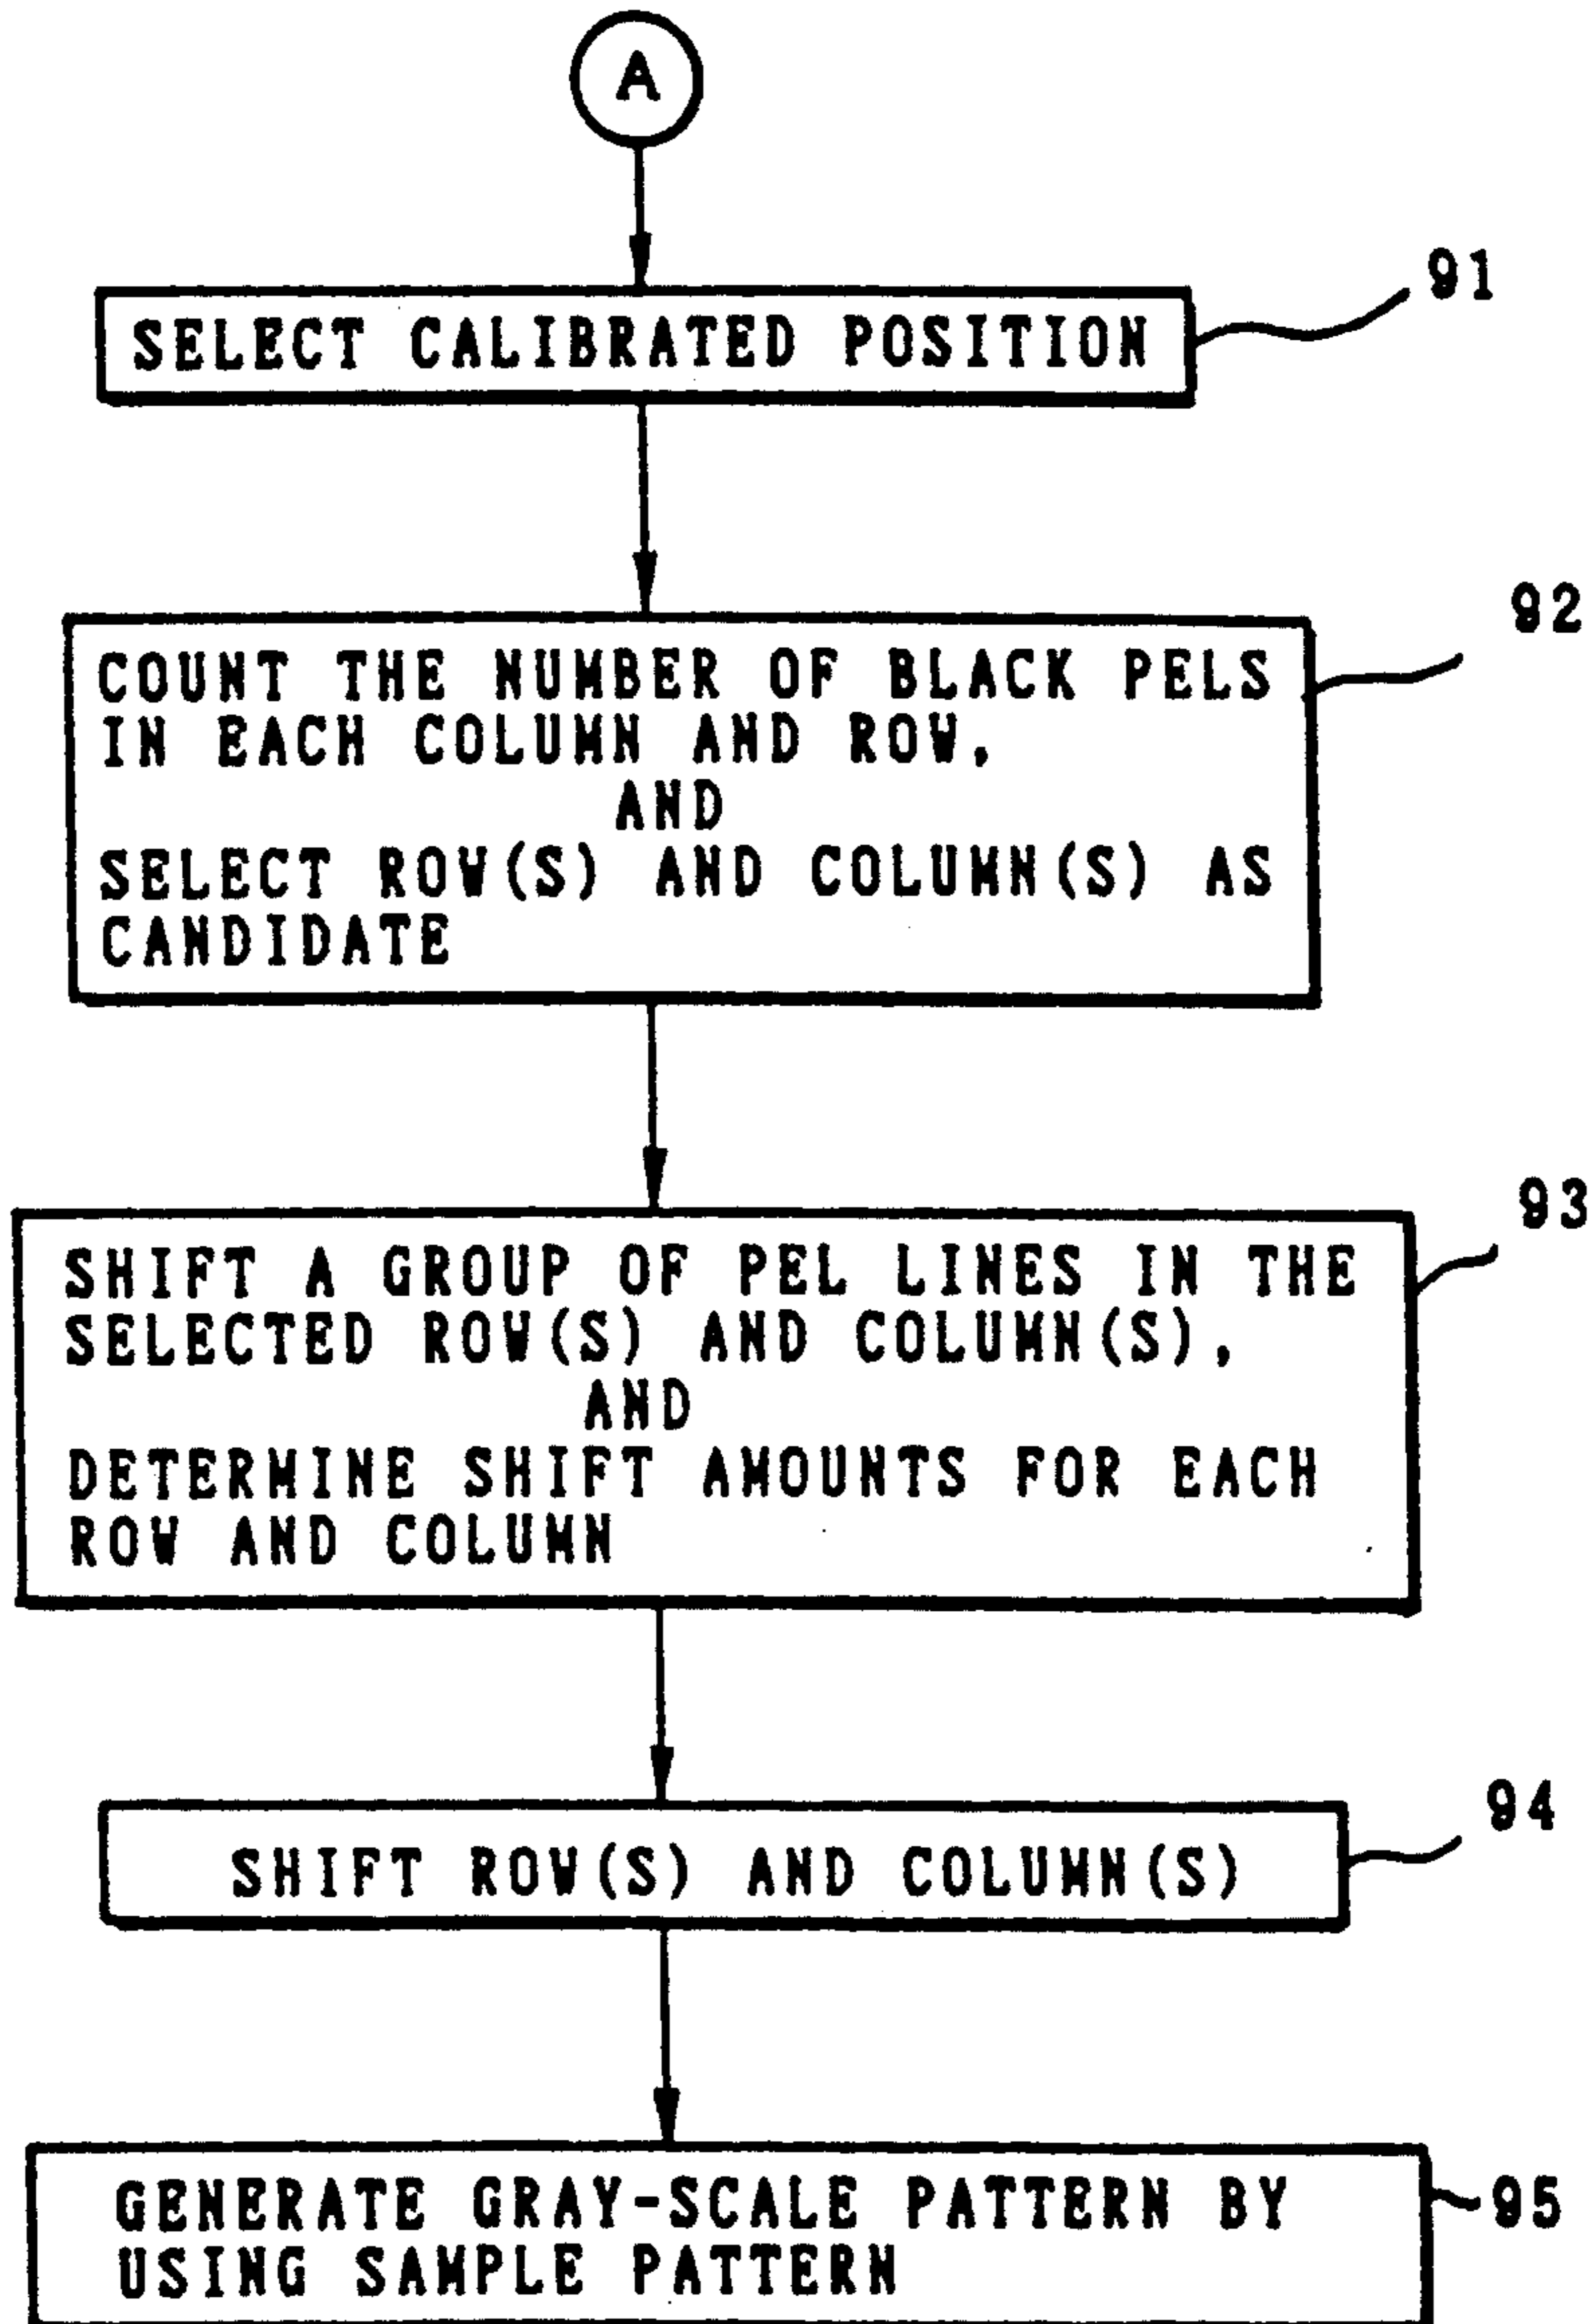 A
91
SELECT CALIBRATED POSITION
92
COUNT THE NUMBER OF BLACK PELS
IN EACH COLUMN AND ROW,
AND
SELECT ROW(S) AND COLUMN(S) AS
CANDIDATE
93
SHIFT A GROUP OF PEL LINES IN THE
SELECTED ROW(S) AND COLUMN(S),
AND
DETERMINE SHIFT AMOUNTS FOR EACH
ROW AND COLUMN
94
SHIFT ROW(S) AND COLUMN(S)
GENERATE GRAY-SCALE PATTERN BY
95
USING SAMPLE PATTERN